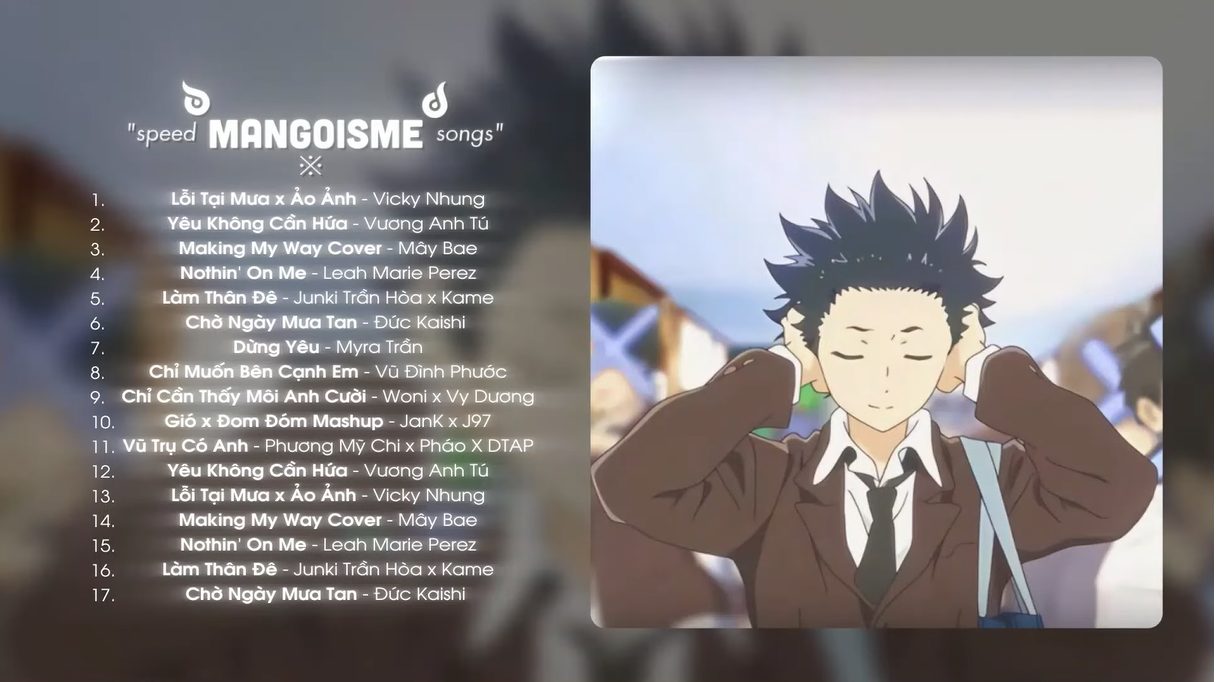 "speed MANGOISME songs"
※
1. Lỗi Tại Mưa x Ảo Ảnh - Vicky Nhung
2. Yêu Không Cần Hứa - Vương Anh Tú
3. Making My Way Cover - Mây Bae
4. Nothin' On Me - Leah Marie Perez
5. Làm Thân Đê - Junki Trần Hòa x Kame
6. Chờ Ngày Mưa Tan - Đức Kaishi
7. Dừng Yêu - Myra Trần
8. Chỉ Muốn Bên Cạnh Em - Vũ Đình Phước
9. Chỉ Cần Thấy Môi Anh Cười - Woni x Vy Dương
10. Gió x Đom Đóm Mashup - JanK x J97
11. Vũ Trụ Có Anh - Phương Mỹ Chi x Pháo X DTAP
12. Yêu Không Cần Hứa - Vương Anh Tú
13. Lỗi Tại Mưa x Ảo Ảnh - Vicky Nhung
14. Making My Way Cover - Mây Bae
15. Nothin' On Me - Leah Marie Perez
16. Làm Thân Đê - Junki Trần Hòa x Kame
17. Chờ Ngày Mưa Tan - Đức Kaishi